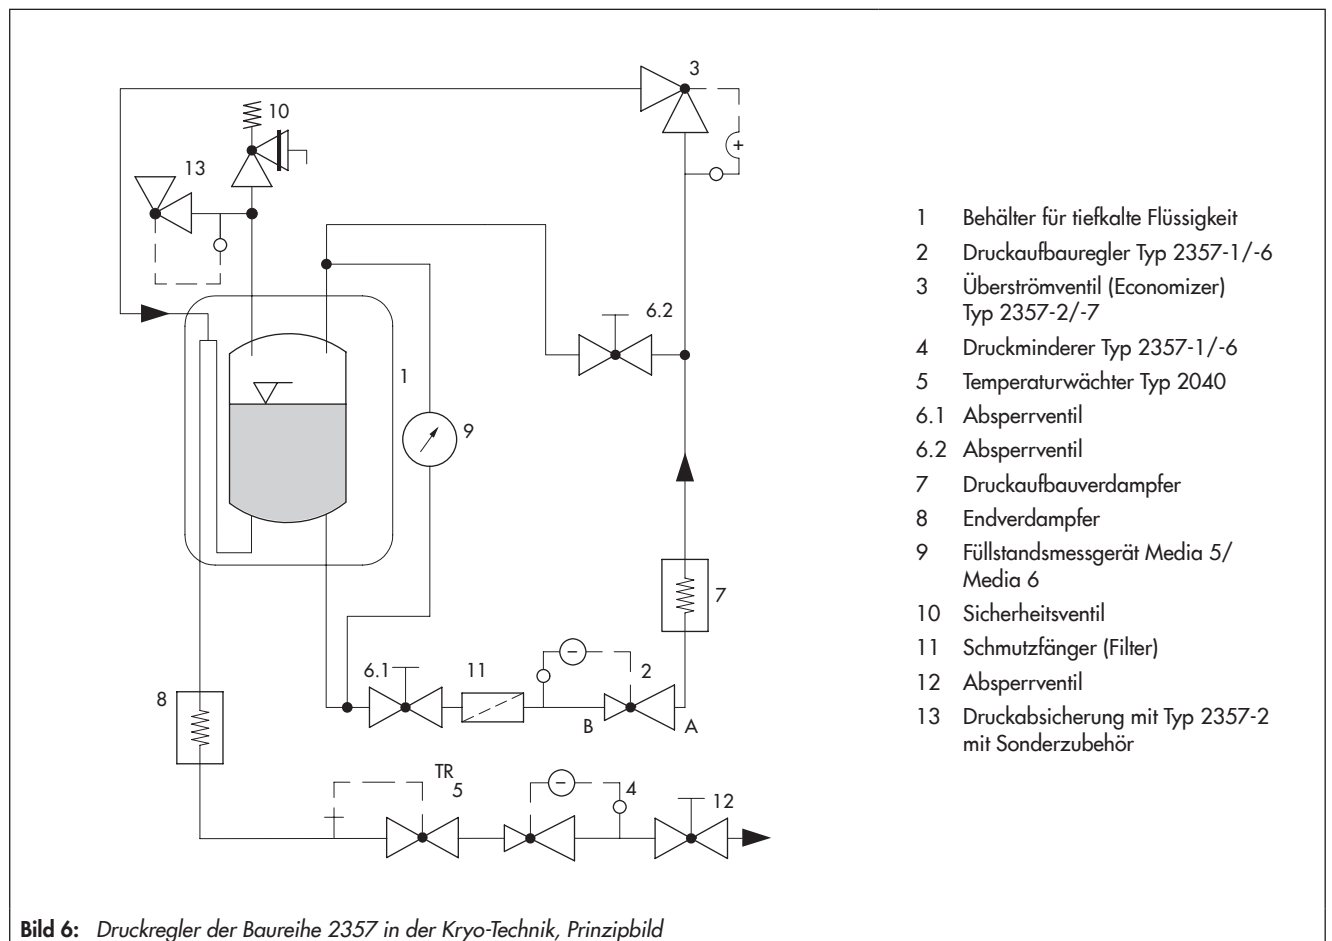 3
10
13
6.2
1
9
7
6.1
11
2
B
A
8
TR
5
4
12
+
−
−
1 Behälter für tiefkalte Flüssigkeit
2 Druckaufbauregler Typ 2357-1/-6
3 Überströmventil (Economizer)
Typ 2357-2/-7
4 Druckminderer Typ 2357-1/-6
5 Temperaturwächter Typ 2040
6.1 Absperrventil
6.2 Absperrventil
7 Druckaufbauverdampfer
8 Endverdampfer
9 Füllstandsmessgerät Media 5/
Media 6
10 Sicherheitsventil
11 Schmutzfänger (Filter)
12 Absperrventil
13 Druckabsicherung mit Typ 2357-2
mit Sonderzubehör
Bild 6: Druckregler der Baureihe 2357 in der Kryo-Technik, Prinzipbild